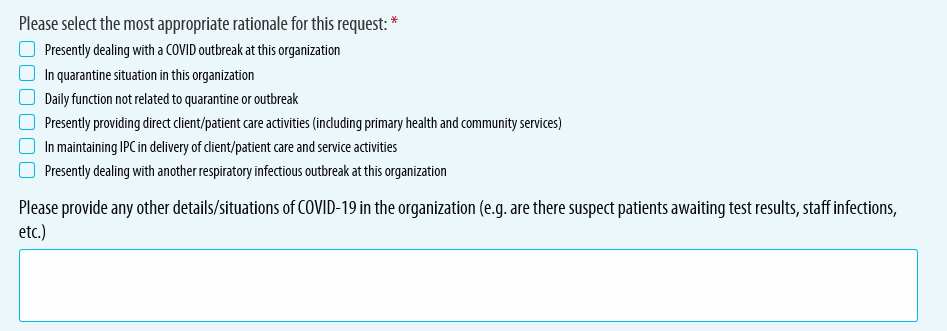 Please select the most appropriate rationale for this request: *
Presently dealing with a COVID outbreak at this organization
In quarantine situation in this organization
Daily function not related to quarantine or outbreak
Presently providing direct client/patient care activities (including primary health and community services)
In maintaining IPC in delivery of client/patient care and service activities
Presently dealing with another respiratory infectious outbreak at this organization
Please provide any other details/situations of COVID-19 in the organization (e.g. are there suspect patients awaiting test results, staff infections,
etc.)